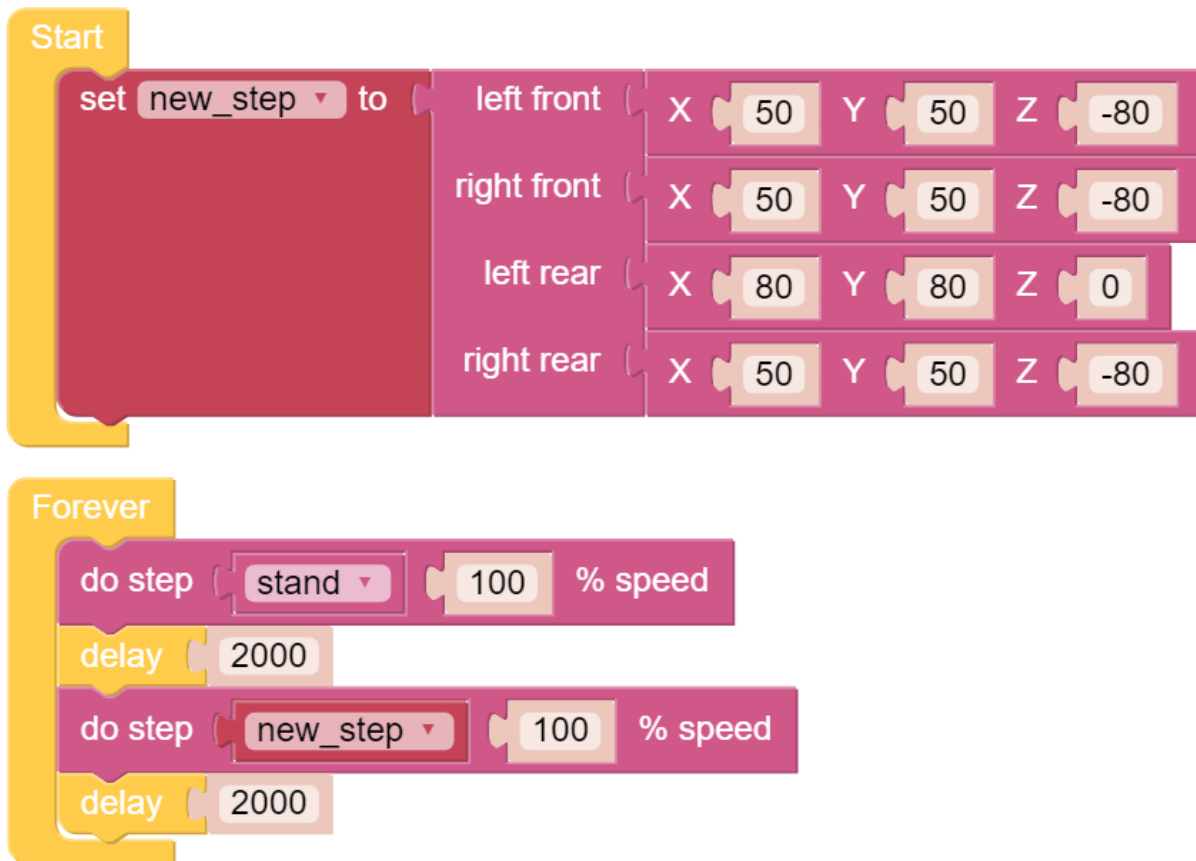 Start
set new_step ▾ to left front X 50 Y 50 Z -80
right front X 50 Y 50 Z -80
left rear X 80 Y 80 Z 0
right rear X 50 Y 50 Z -80
Forever
do step stand ▾ 100 % speed
delay 2000
do step new_step ▾ 100 % speed
delay 2000